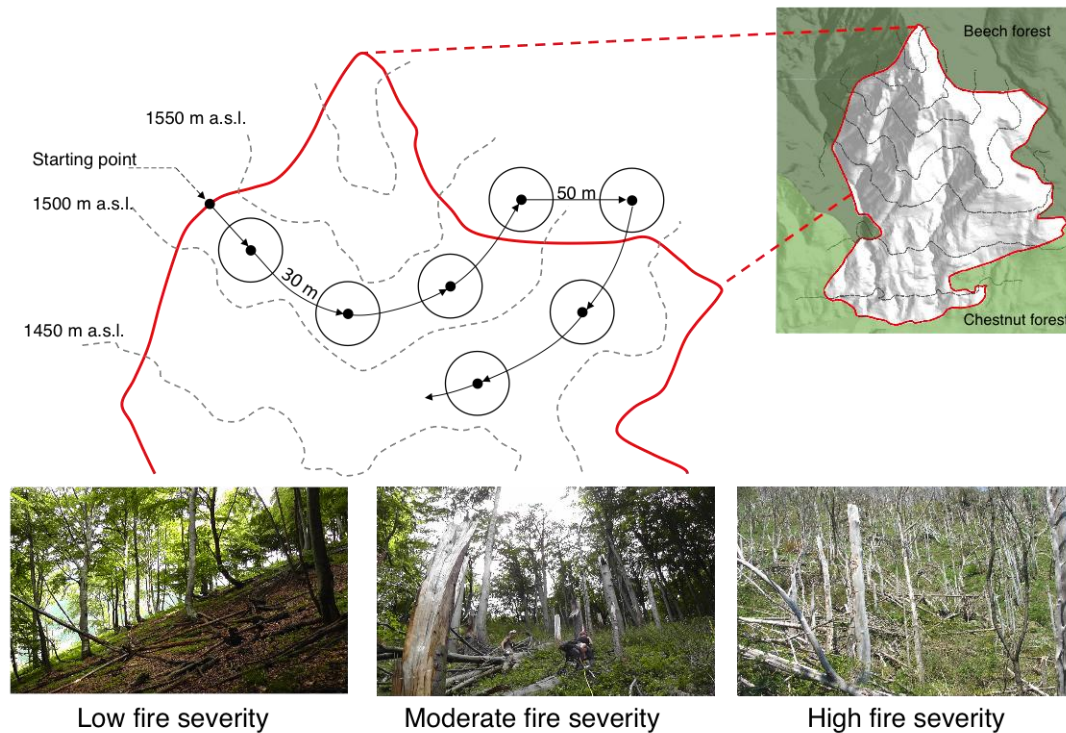 Beech forest
1550 m a.s.l.
Starting point
1500 m a.s.l.
50 m
30 m
1450 m a.s.l.
Chestnut forest
Low fire severity
Moderate fire severity
High fire severity